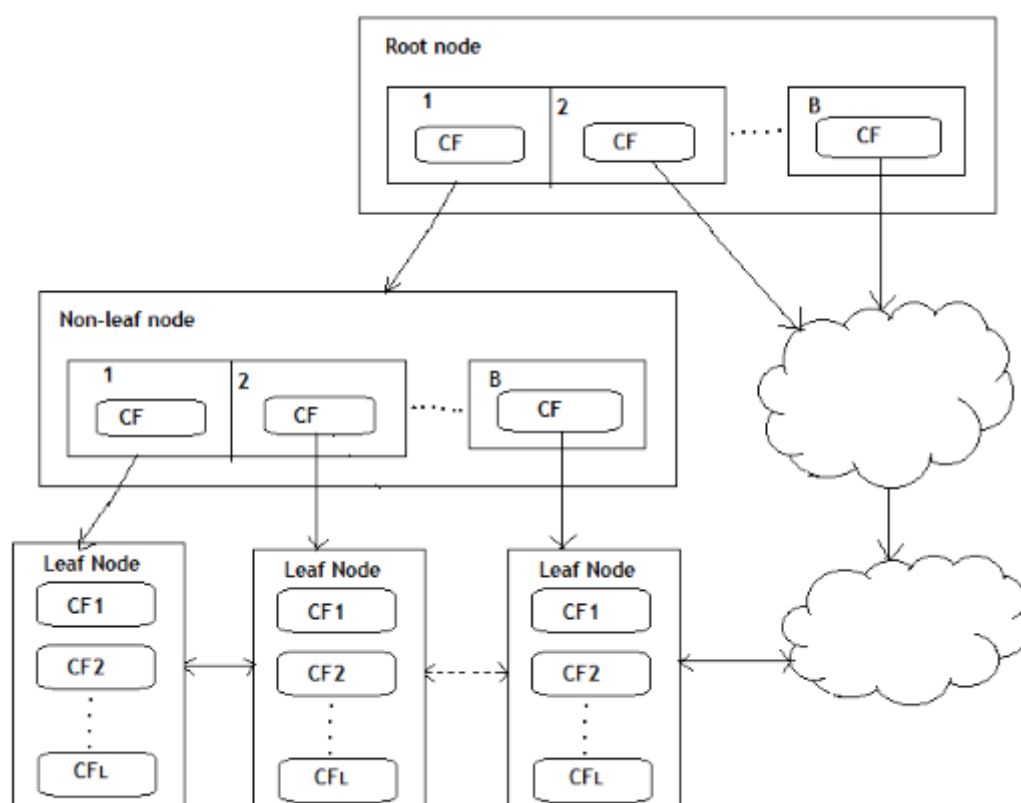 Root node
1
2
B
CF
CF
CF
Non-leaf node
1
2
B
CF
CF
CF
Leaf Node
Leaf Node
Leaf Node
CF1
CF1
CF1
CF2
CF2
CF2
CFL
CFL
CFL